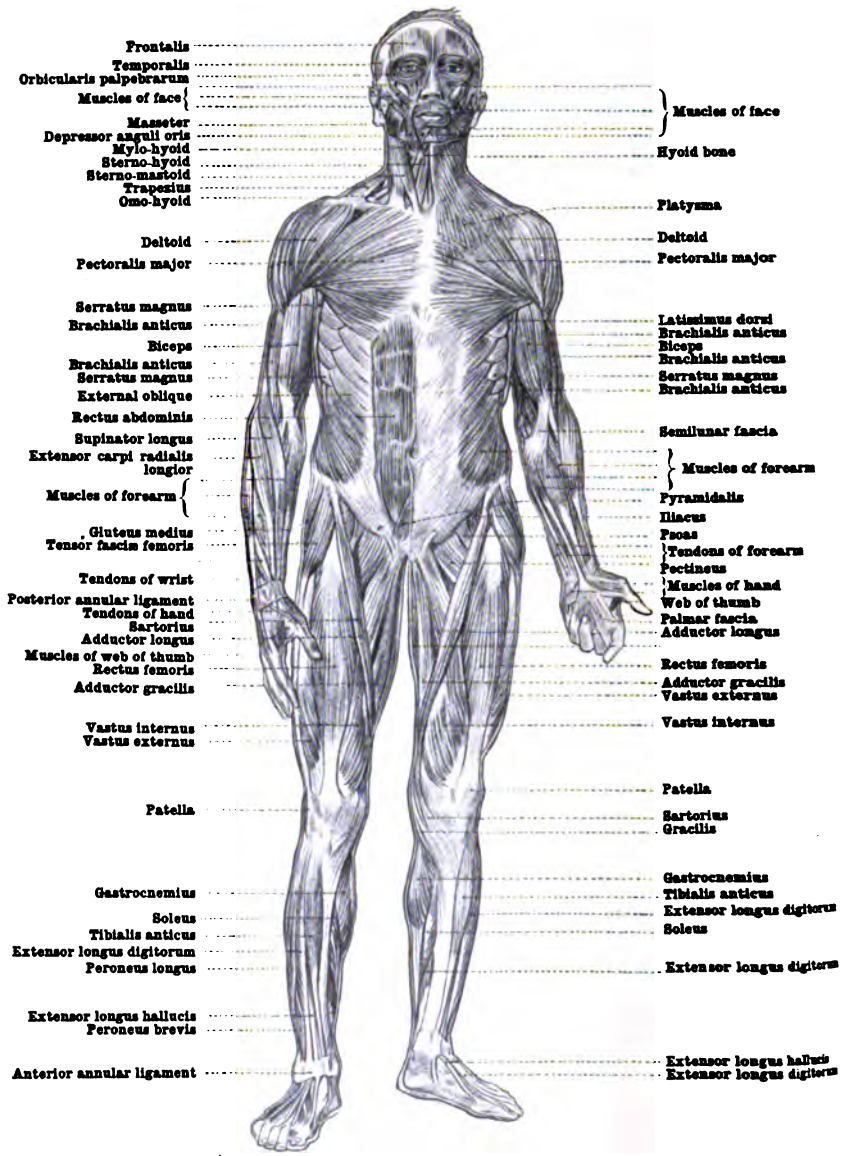 Frontalis
Temporalis
Orbicularis palpebrarum
Muscles of face
Masseter
Depressor anguli oris
Mylo-hyoid
Sterno-hyoid
Sterno-mastoid
Trapezius
Omo-hyoid
Deltoid
Pectoralis major
Serratus magnus
Brachialis anticus
Biceps
Brachialis anticus
Serratus magnus
External oblique
Rectus abdominis
Supinator longus
Extensor carpi radialis
longior
Muscles of forearm
Gluteus medius
Tensor fasciæ femoris
Tendons of wrist
Posterior annular ligament
Tendons of hand
Sartorius
Adductor longus
Muscles of web of thumb
Rectus femoris
Adductor gracilis
Vastus internus
Vastus externus
Patella
Gastrocnemius
Soleus
Tibialis anticus
Extensor longus digitorum
Peroneus longus
Extensor longus hallucis
Peroneus brevis
Anterior annular ligament
Muscles of face
Hyoid bone
Platysma
Deltoid
Pectoralis major
Latissimus dorsi
Brachialis anticus
Biceps
Brachialis anticus
Serratus magnus
Brachialis anticus
Semilunar fascia
Muscles of forearm
Pyramidalis
Iliacus
Psoas
Tendons of forearm
Pectineus
Muscles of hand
Web of thumb
Palmar fascia
Adductor longus
Rectus femoris
Adductor gracilis
Vastus externus
Vastus internus
Patella
Sartorius
Gracilis
Gastrocnemius
Tibialis anticus
Extensor longus digitorum
Soleus
Extensor longus digitorum
Extensor longus hallucis
Extensor longus digitorum